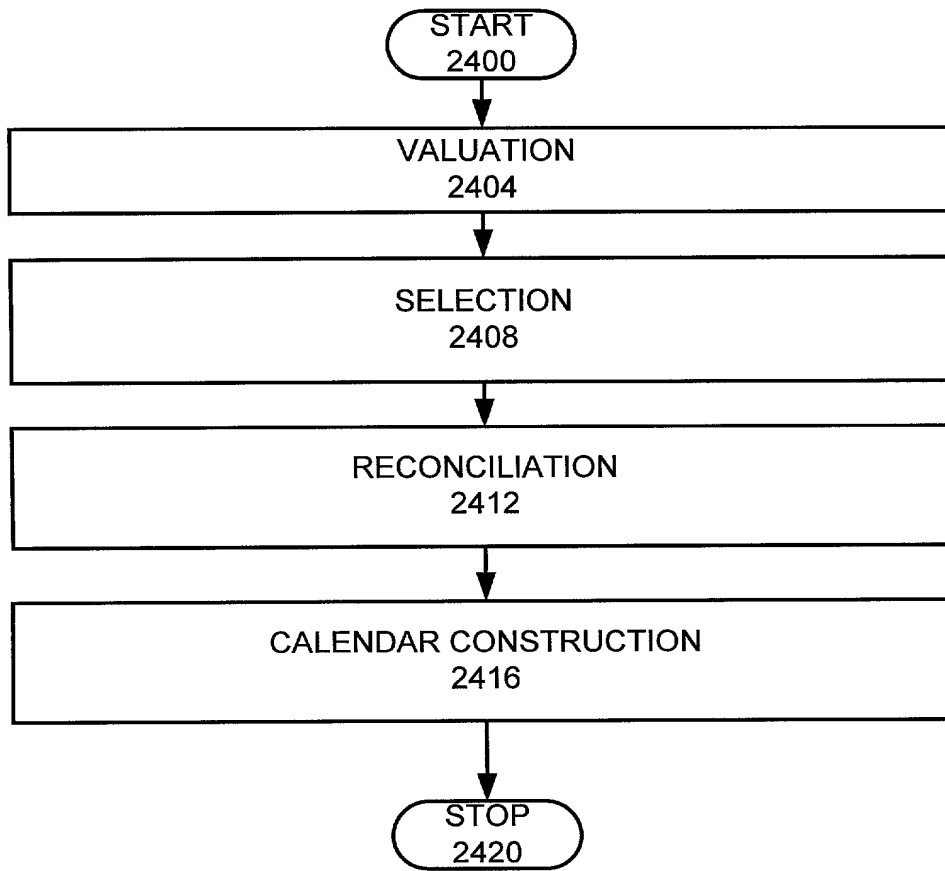 START
2400
VALUATION
2404
SELECTION
2408
RECONCILIATION
2412
CALENDAR CONSTRUCTION
2416
STOP
2420